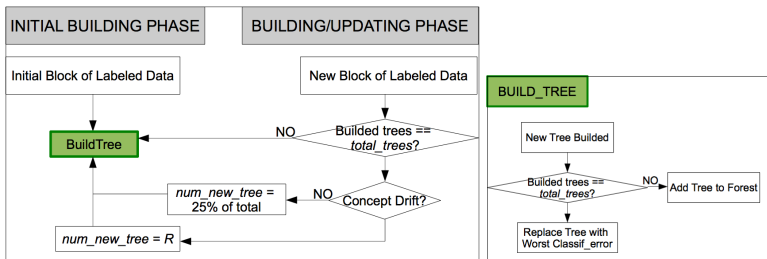 INITIAL BUILDING PHASE
BUILDING/UPDATING PHASE
Initial Block of Labeled Data
New Block of Labeled Data
BuildTree
NO
Builded trees ==
total_trees?
num_new_tree =
25% of total
NO
Concept Drift?
num_new_tree = R
BUILD_TREE
New Tree Builded
Builded trees ==
total_trees?
NO
Add Tree to Forest
Replace Tree with
Worst Classif_error